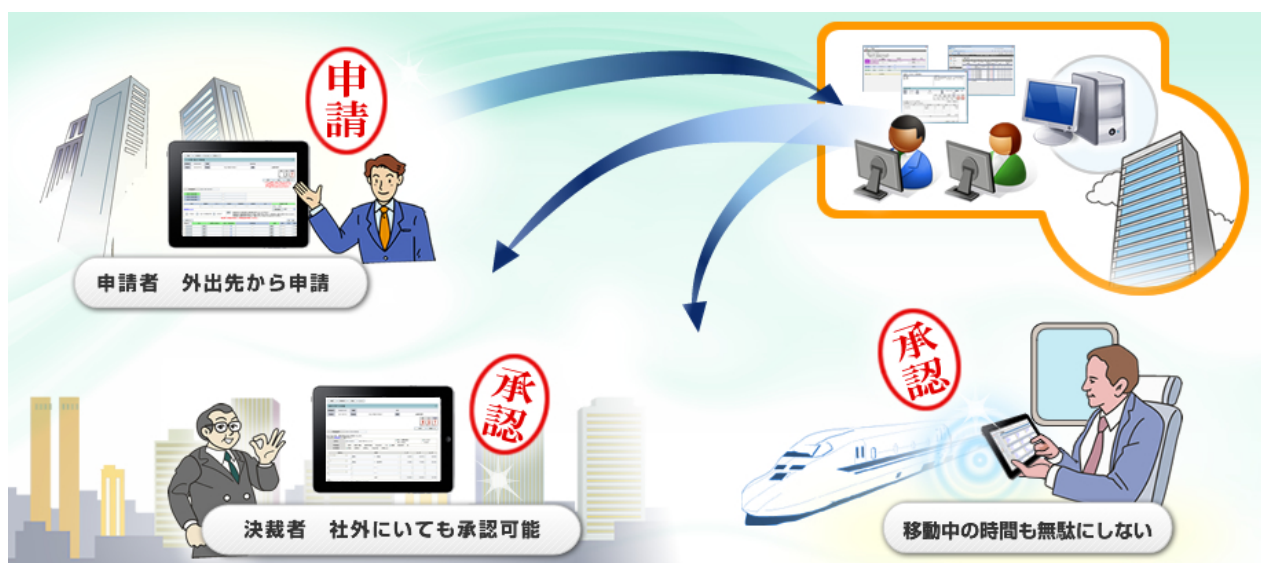 申請
申請者 外出先から申請
承認
決裁者 社外にいても承認可能
承認
移動中の時間も無駄にしない